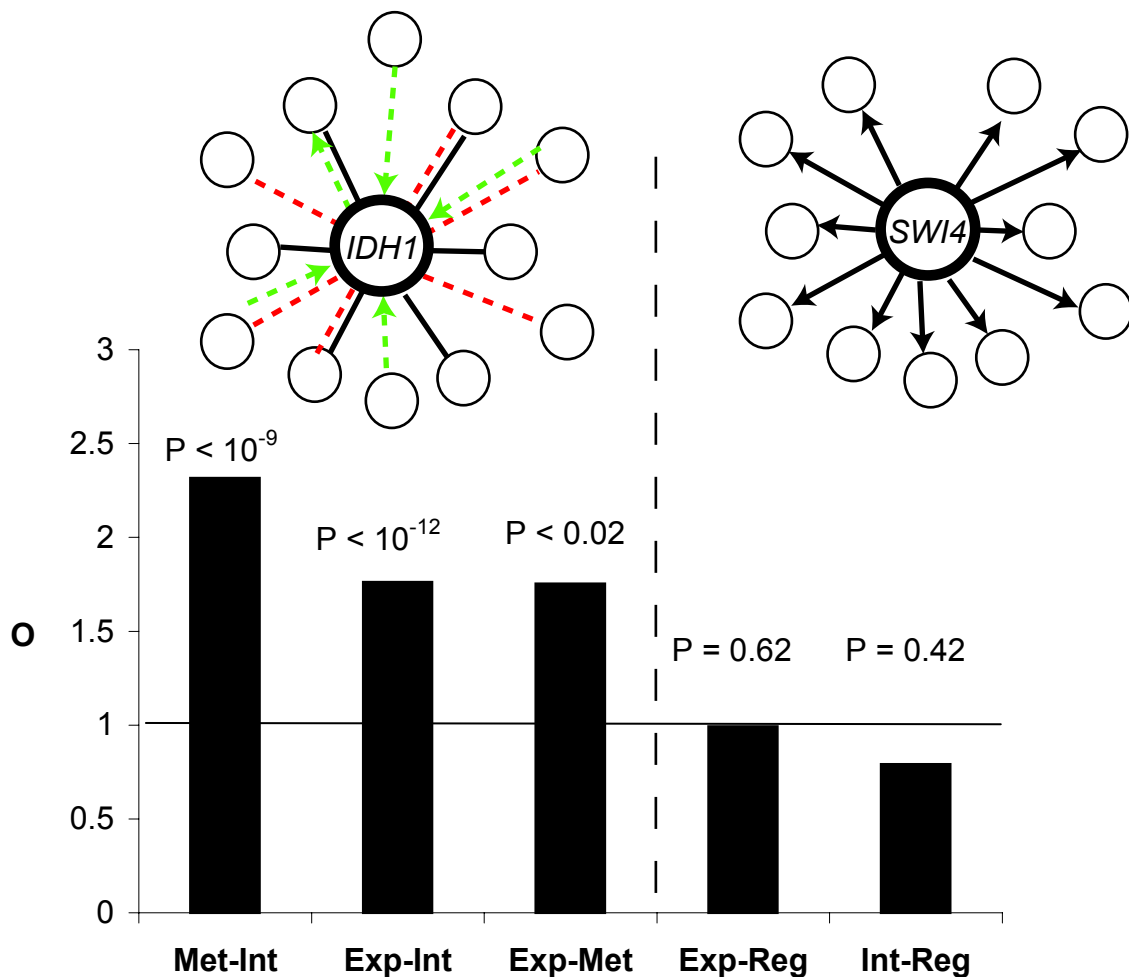 IDH1
SWI4
3
2.5
2
1.5
1
0.5
0
O
P < 10⁻⁹
P < 10⁻¹²
P < 0.02
P = 0.62
P = 0.42
Met-Int
Exp-Int
Exp-Met
Exp-Reg
Int-Reg